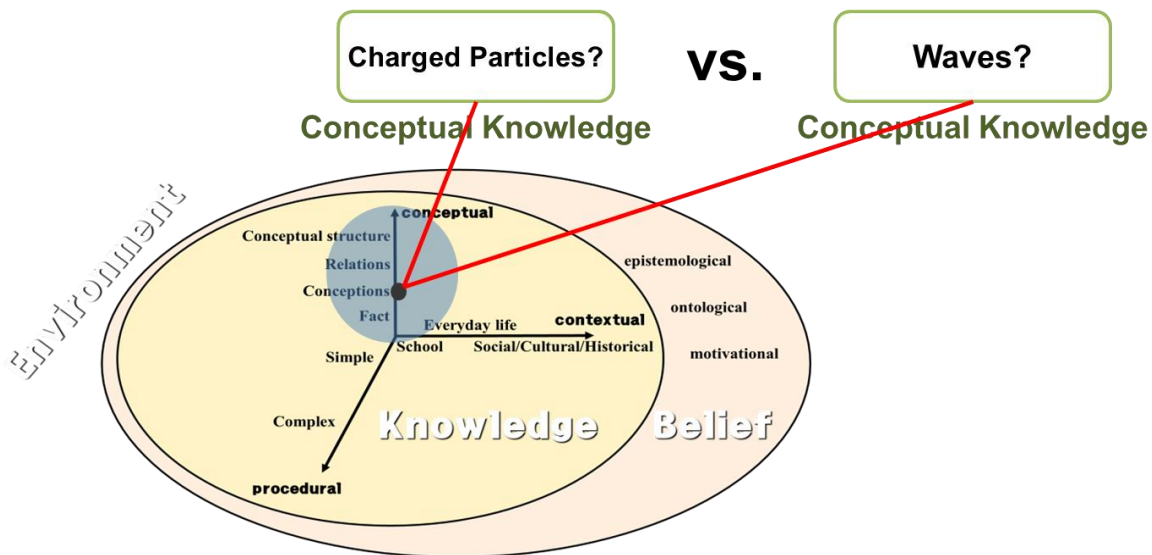 Charged Particles?
vs.
Waves?
Conceptual Knowledge
Conceptual Knowledge
Environment
conceptual
Conceptual structure
Relations
Conceptions
Fact
epistemological
ontological
motivational
Everyday life
contextual
School
Social/Cultural/Historical
Simple
Complex
procedural
Knowledge
Belief